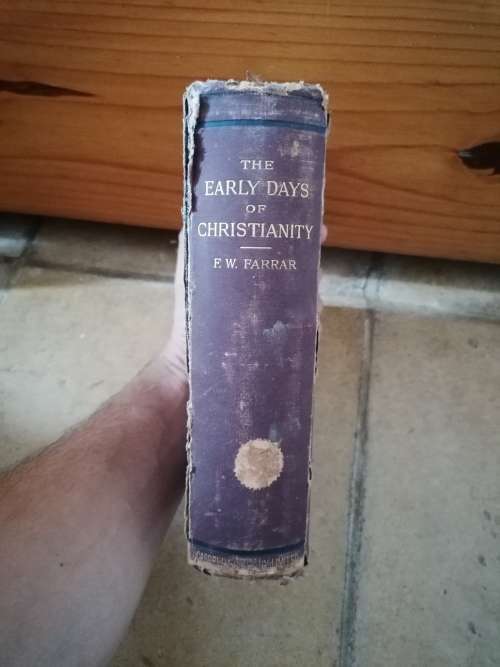 THE
EARLY DAYS
OF
CHRISTIANITY
F. W. FARRAR